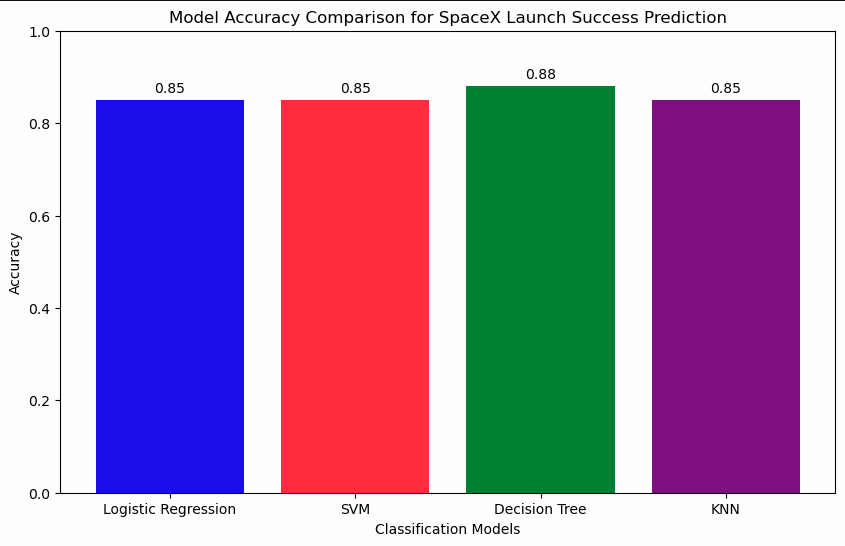 Model Accuracy Comparison for SpaceX Launch Success Prediction
1.0
0.8
0.6
0.4
0.2
0.0
Accuracy
0.85
0.85
0.88
0.85
Logistic Regression
SVM
Decision Tree
KNN
Classification Models